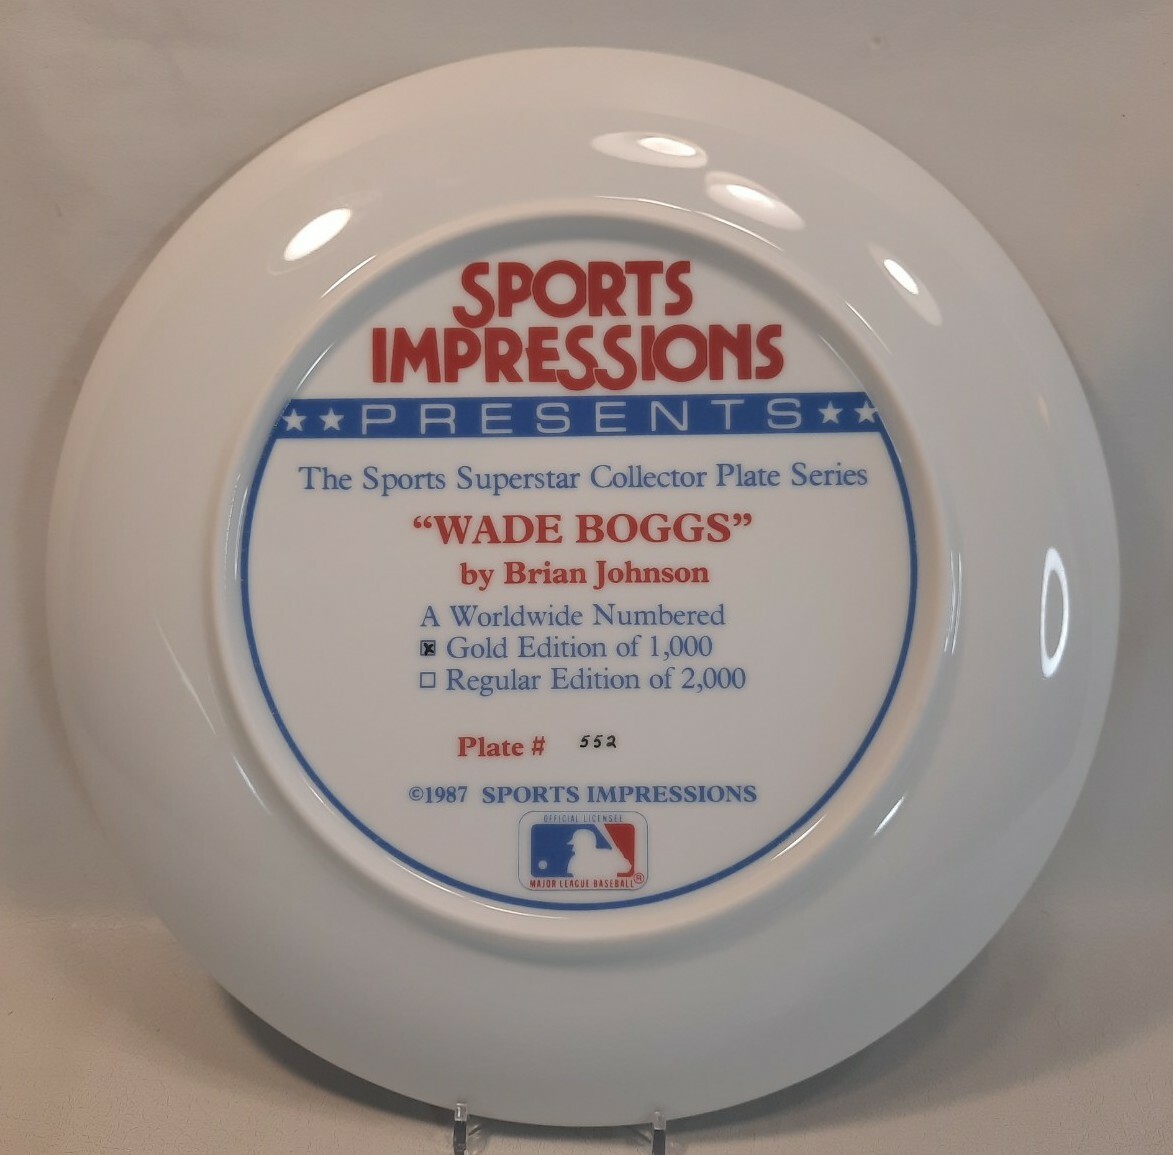 SPORTS
IMPRESSIONS
★★PRESENTS★★
The Sports Superstar Collector Plate Series
“WADE BOGGS”
by Brian Johnson
A Worldwide Numbered
☒ Gold Edition of 1,000
☐ Regular Edition of 2,000
Plate # 552
©1987 SPORTS IMPRESSIONS
OFFICIAL LICENSEE
MAJOR LEAGUE BASEBALL®